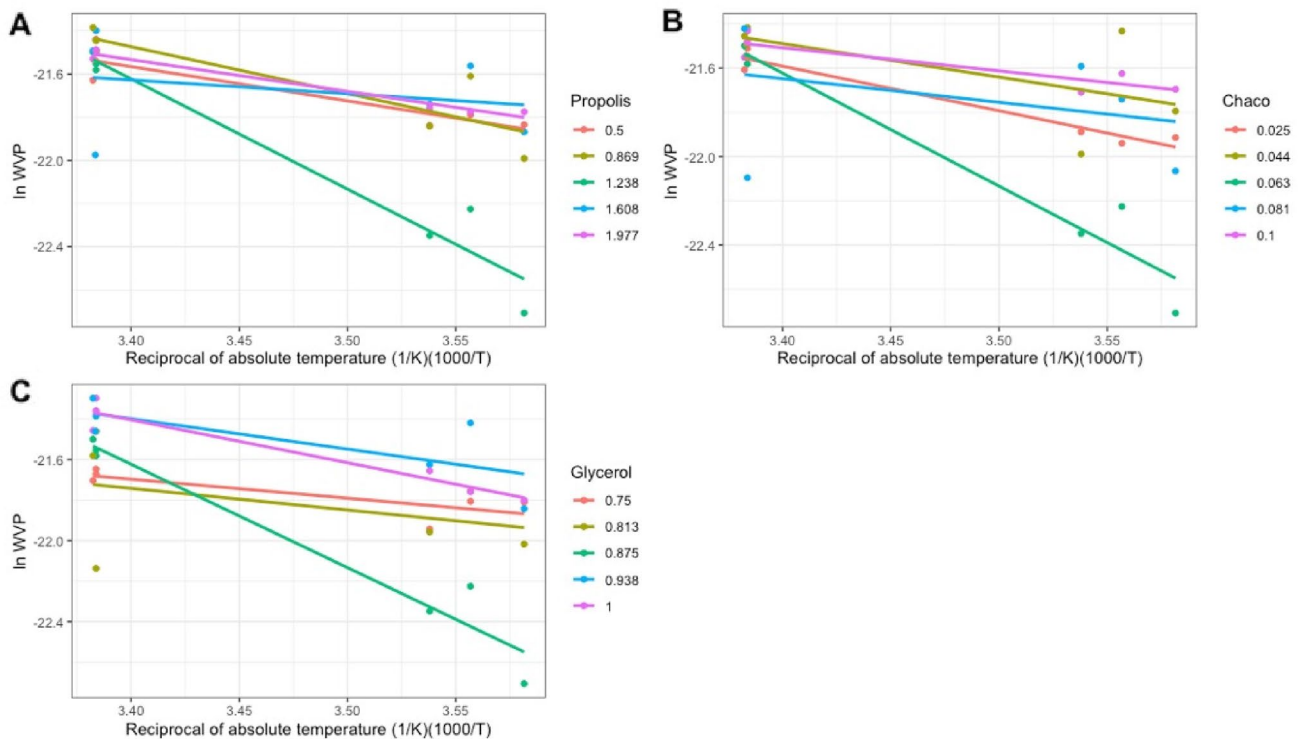 A
ln WVP
-21.6
-22.0
-22.4
3.40 3.45 3.50 3.55
Reciprocal of absolute temperature (1/K)(1000/T)
Propolis
0.5
0.869
1.238
1.608
1.977
B
ln WVP
-21.6
-22.0
-22.4
3.40 3.45 3.50 3.55
Reciprocal of absolute temperature (1/K)(1000/T)
Chaco
0.025
0.044
0.063
0.081
0.1
C
ln WVP
-21.6
-22.0
-22.4
3.40 3.45 3.50 3.55
Reciprocal of absolute temperature (1/K)(1000/T)
Glycerol
0.75
0.813
0.875
0.938
1